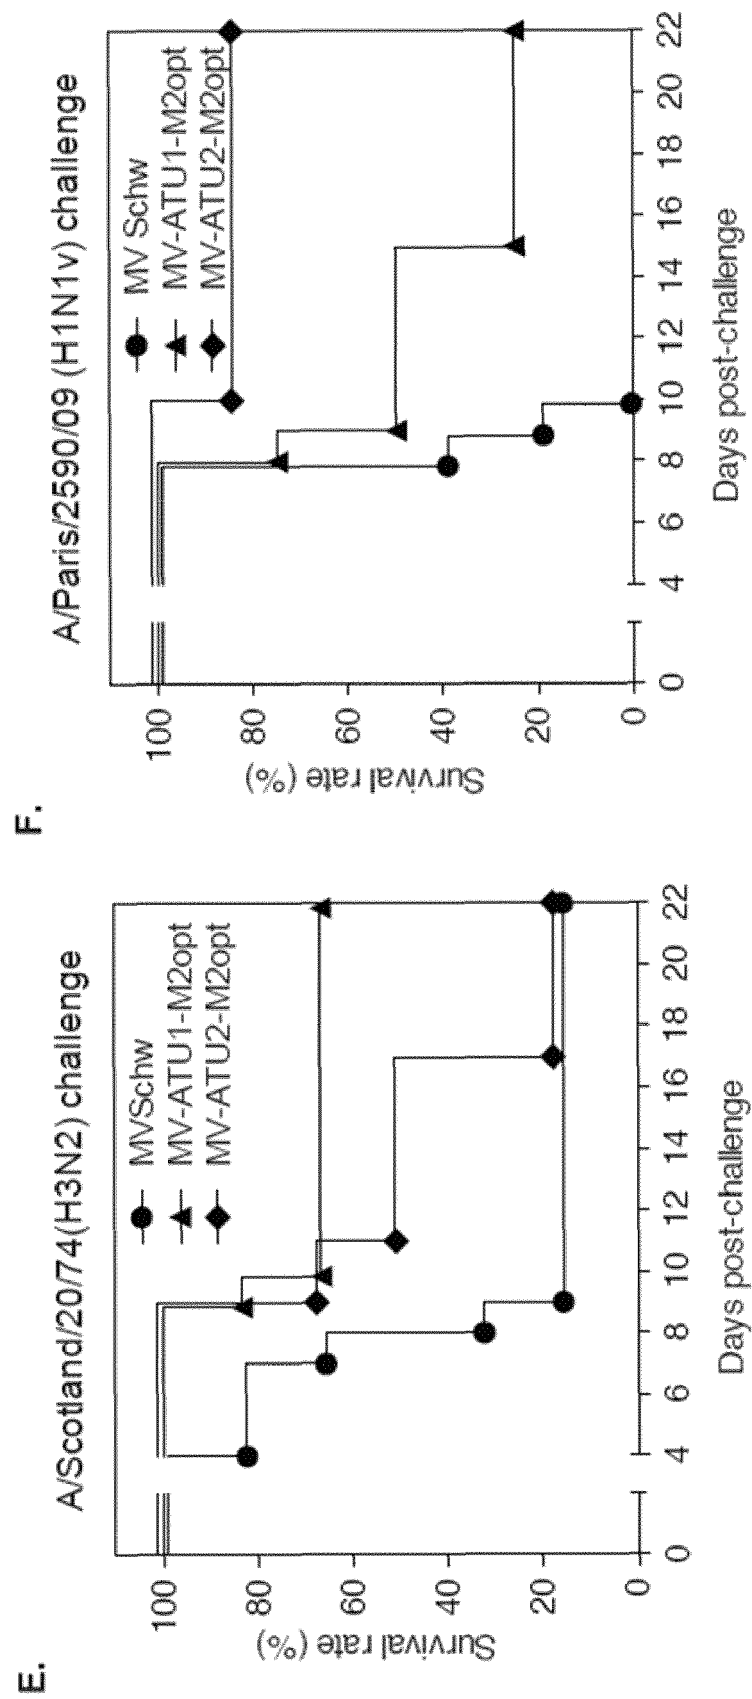 E.
A/Scotland/20/74(H3N2) challenge
Survival rate (%)
100
80
60
40
20
0
MVSchw
MV-ATU1-M2opt
MV-ATU2-M2opt
0 4 6 8 10 12 14 16 18 20 22
Days post-challenge
F.
A/Paris/2590/09 (H1N1v) challenge
Survival rate (%)
100
80
60
40
20
0
MV Schw
MV-ATU1-M2opt
MV-ATU2-M2opt
0 4 6 8 10 12 14 16 18 20 22
Days post-challenge